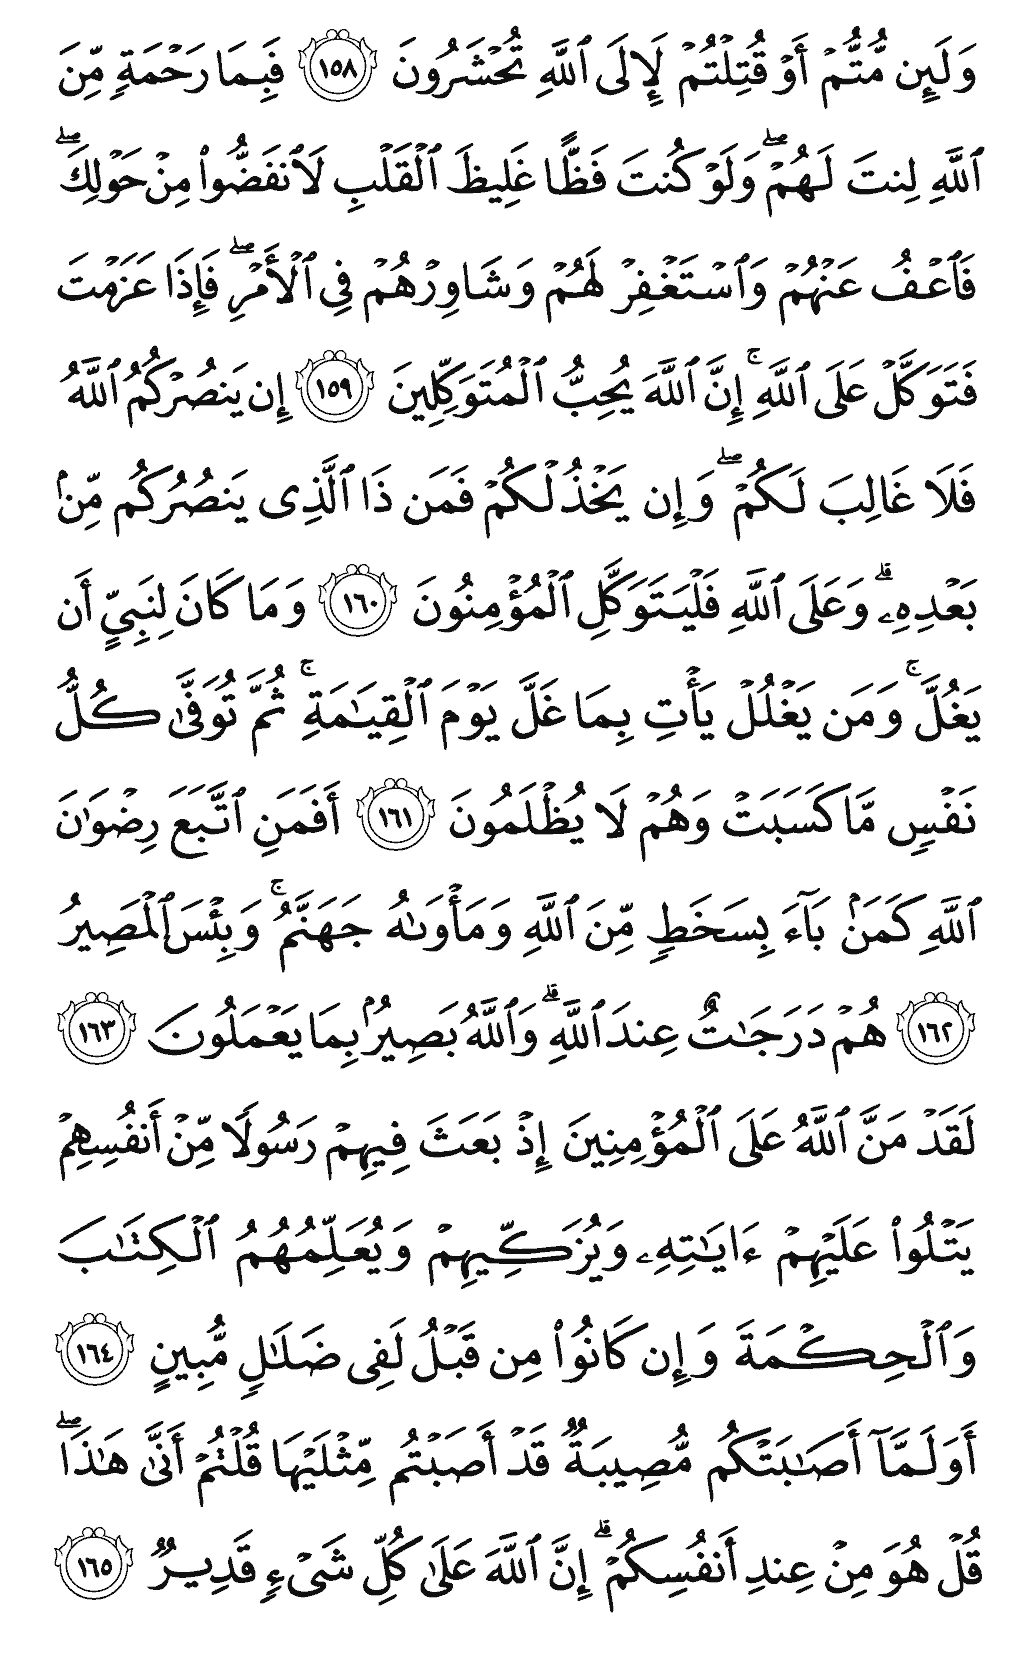 وَلَئِن مُّتُّمۡ أَوۡ قُتِلۡتُمۡ لَإِلَى ٱللَّهِ تُحۡشَرُونَ ١٥٨ فَبِمَا رَحۡمَةٖ مِّنَ
ٱللَّهِ لِنتَ لَهُمۡۖ وَلَوۡ كُنتَ فَظًّا غَلِيظَ ٱلۡقَلۡبِ لَٱنفَضُّواْ مِنۡ حَوۡلِكَۖ
فَٱعۡفُ عَنۡهُمۡ وَٱسۡتَغۡفِرۡ لَهُمۡ وَشَاوِرۡهُمۡ فِي ٱلۡأَمۡرِۖ فَإِذَا عَزَمۡتَ
فَتَوَكَّلۡ عَلَى ٱللَّهِۚ إِنَّ ٱللَّهَ يُحِبُّ ٱلۡمُتَوَكِّلِينَ ١٥٩ إِن يَنصُرۡكُمُ ٱللَّهُ
فَلَا غَالِبَ لَكُمۡۖ وَإِن يَخۡذُلۡكُمۡ فَمَن ذَا ٱلَّذِي يَنصُرُكُم مِّنۢ
بَعۡدِهِۦۗ وَعَلَى ٱللَّهِ فَلۡيَتَوَكَّلِ ٱلۡمُؤۡمِنُونَ ١٦٠ وَمَا كَانَ لِنَبِيٍّ أَن
يَغُلَّۚ وَمَن يَغۡلُلۡ يَأۡتِ بِمَا غَلَّ يَوۡمَ ٱلۡقِيَٰمَةِۚ ثُمَّ تُوَفَّىٰ كُلُّ
نَفۡسٖ مَّا كَسَبَتۡ وَهُمۡ لَا يُظۡلَمُونَ ١٦١ أَفَمَنِ ٱتَّبَعَ رِضۡوَٰنَ
ٱللَّهِ كَمَنۢ بَآءَ بِسَخَطٖ مِّنَ ٱللَّهِ وَمَأۡوَىٰهُ جَهَنَّمُۚ وَبِئۡسَ ٱلۡمَصِيرُ
١٦٢ هُمۡ دَرَجَٰتٌ عِندَ ٱللَّهِۗ وَٱللَّهُ بَصِيرُۢ بِمَا يَعۡمَلُونَ ١٦٣
لَقَدۡ مَنَّ ٱللَّهُ عَلَى ٱلۡمُؤۡمِنِينَ إِذۡ بَعَثَ فِيهِمۡ رَسُولٗا مِّنۡ أَنفُسِهِمۡ
يَتۡلُواْ عَلَيۡهِمۡ ءَايَٰتِهِۦ وَيُزَكِّيهِمۡ وَيُعَلِّمُهُمُ ٱلۡكِتَٰبَ
وَٱلۡحِكۡمَةَ وَإِن كَانُواْ مِن قَبۡلُ لَفِي ضَلَٰلٖ مُّبِينٍ ١٦٤
أَوَلَمَّآ أَصَٰبَتۡكُم مُّصِيبَةٞ قَدۡ أَصَبۡتُم مِّثۡلَيۡهَا قُلۡتُمۡ أَنَّىٰ هَٰذَاۖ
قُلۡ هُوَ مِنۡ عِندِ أَنفُسِكُمۡۗ إِنَّ ٱللَّهَ عَلَىٰ كُلِّ شَيۡءٖ قَدِيرٞ ١٦٥